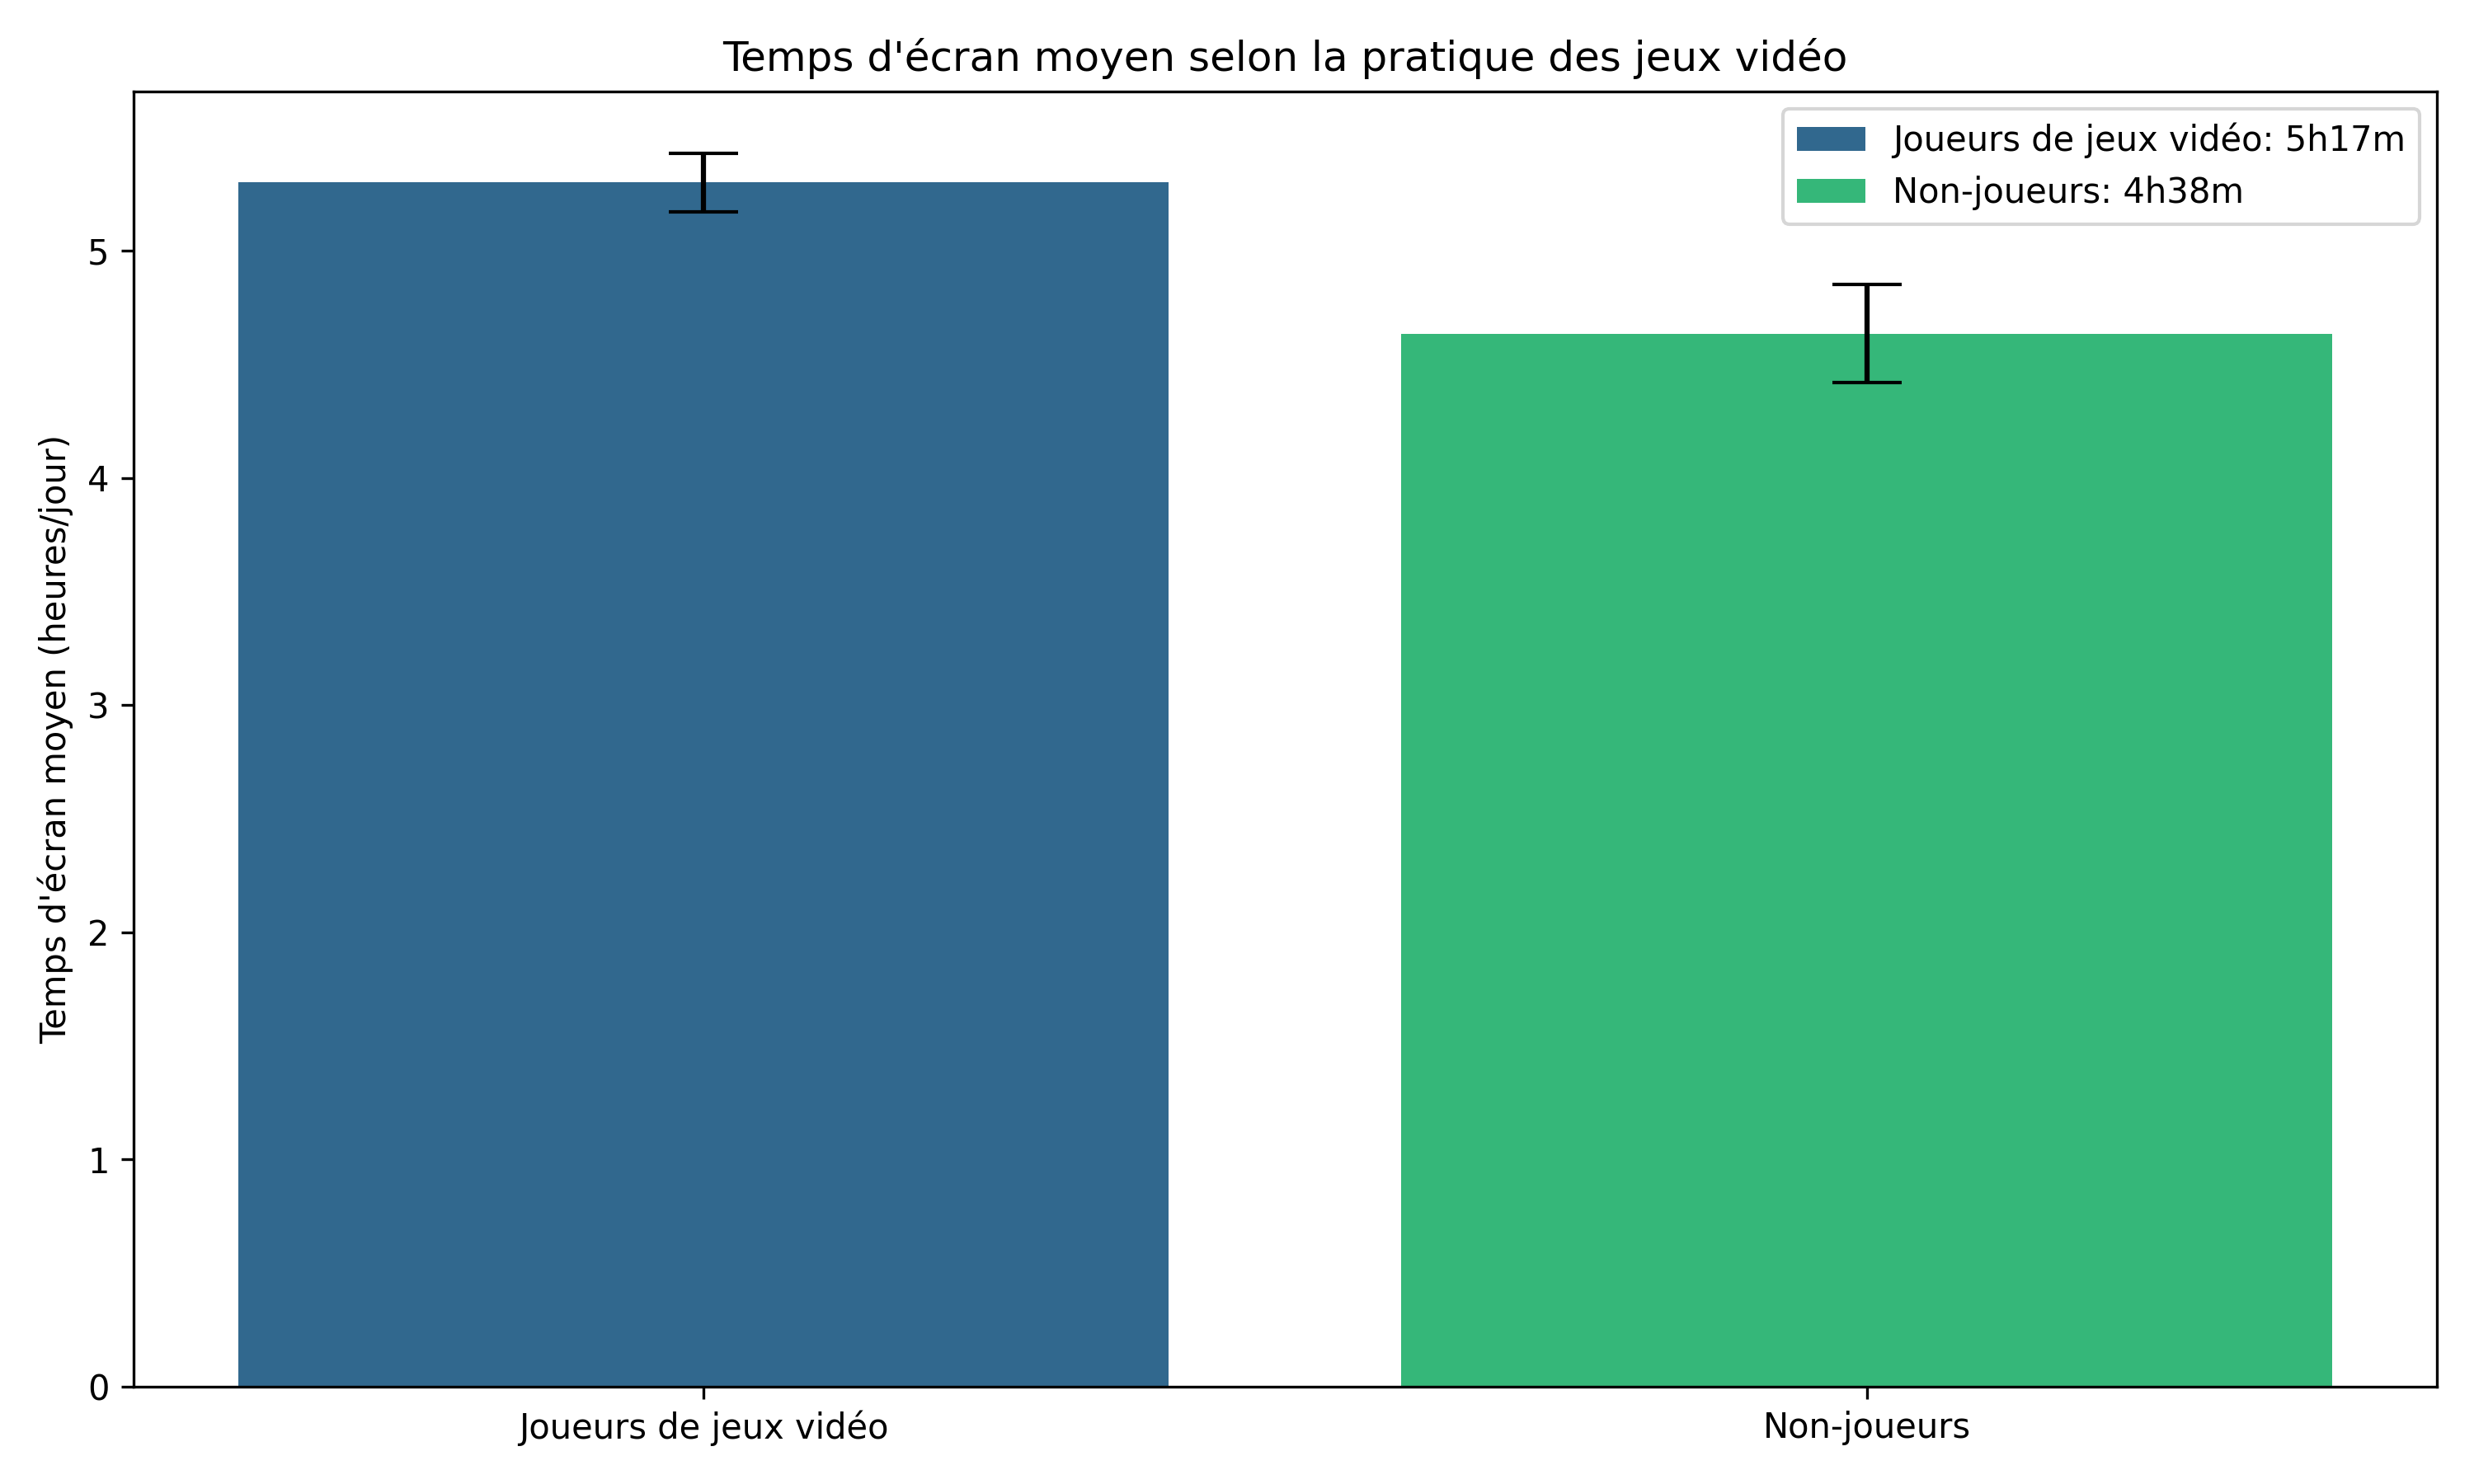 Temps d'écran moyen selon la pratique des jeux vidéo
Joueurs de jeux vidéo: 5h17m
Non-joueurs: 4h38m
Temps d'écran moyen (heures/jour)
5
4
3
2
1
0
Joueurs de jeux vidéo
Non-joueurs